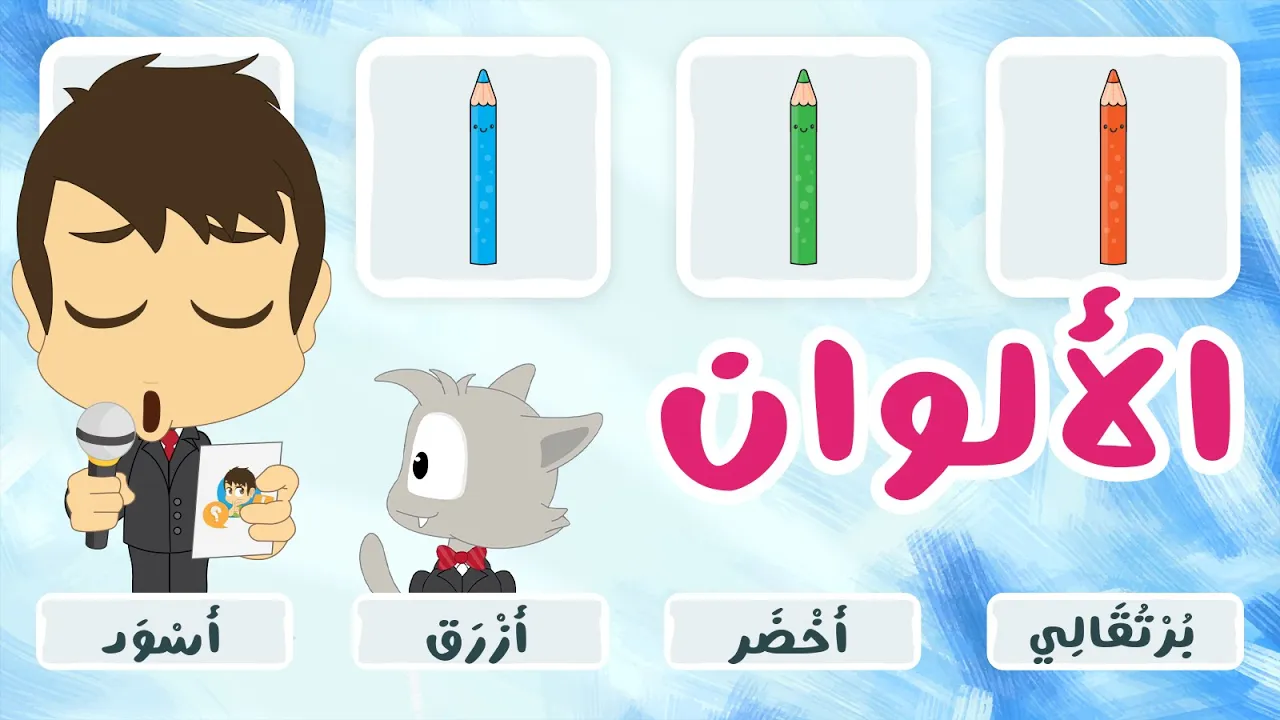 الألوان
بُرْتُقَالِي
أَخْضَر
أَزْرَق
أَسْوَد
?